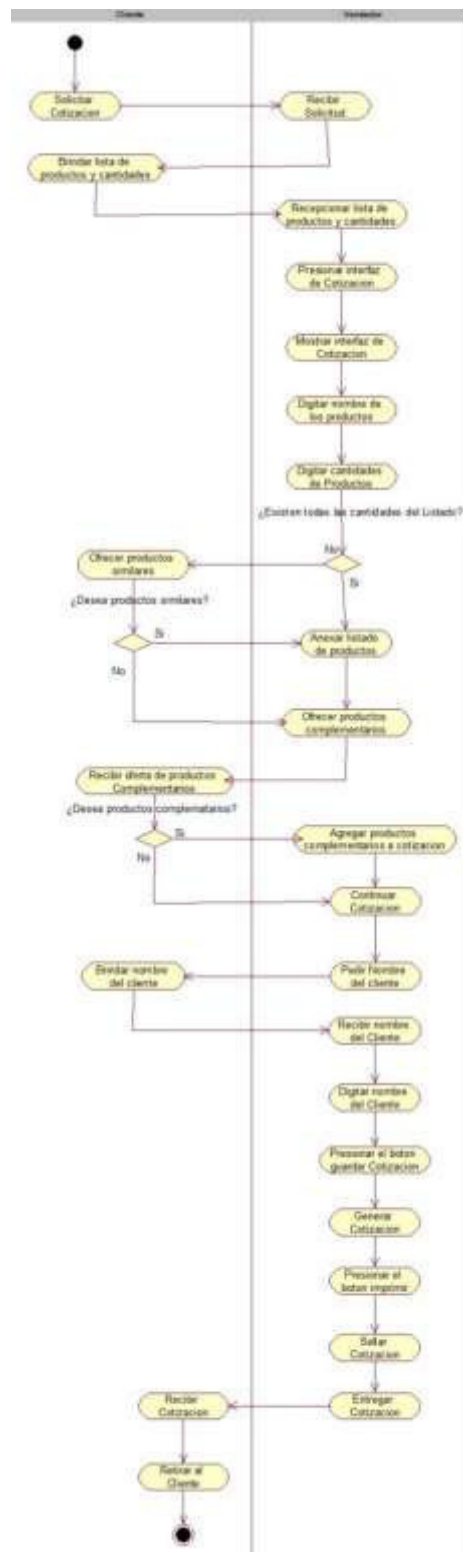 Cliente
Vendedor
Solicitar
Cotizacion
Recibir
Solicitud
Brindar lista de
productos y cantidades
Recepcionar lista de
productos y cantidades
Presionar interfaz
de Cotizacion
Mostrar interfaz de
Cotizacion
Digitar nombre de
los productos
Digitar cantidades
de Productos
¿Existen todas las cantidades del Listado?
No
Si
Ofrecer productos
similares
¿Desea productos similares?
Si
No
Anexar listado
de productos
Ofrecer productos
complementarios
Recibir oferta de productos
Complementarios
¿Desea productos complematarios?
Si
No
Agregar productos
complementarios a cotizacion
Continuar
Cotizacion
Pedir Nombre
del cliente
Brindar nombre
del cliente
Recibir nombre
del Cliente
Digitar nombre
del Cliente
Presionar el boton
guardar Cotizacion
Generar
Cotizacion
Presionar el
boton imprimir
Sellar
Cotizacion
Entregar
Cotizacion
Recibir
Cotizacion
Retirar al
Cliente